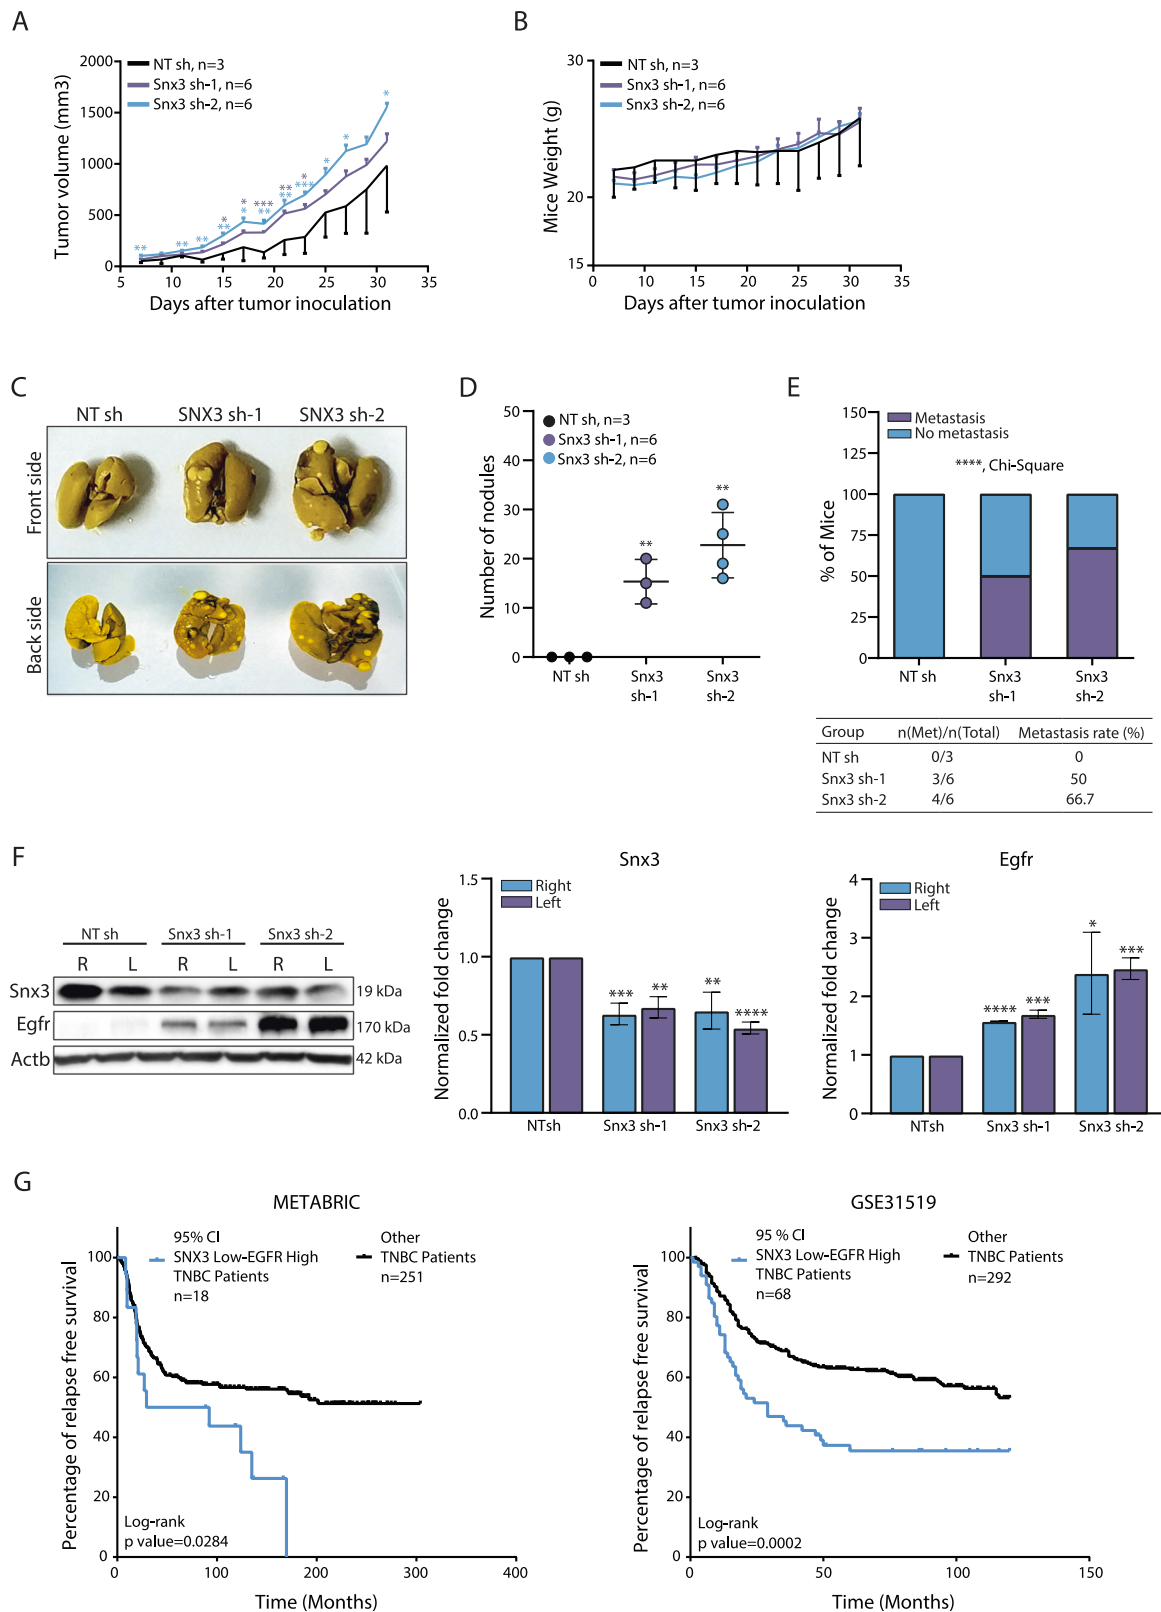 A
Tumor volume (mm3)
2000
1500
1000
500
0
NT sh, n=3
Snx3 sh-1, n=6
Snx3 sh-2, n=6
** ** ** * ** * * *** ** ** * *** * * *
5 10 15 20 25 30 35
Days after tumor inoculation
B
Mice Weight (g)
30
20
15
NT sh, n=3
Snx3 sh-1, n=6
Snx3 sh-2, n=6
0 5 10 15 20 25 30 35
Days after tumor inoculation
C
NT sh SNX3 sh-1 SNX3 sh-2
Front side
Back side
D
Number of nodules
50
40
30
20
10
0
NT sh, n=3
Snx3 sh-1, n=6
Snx3 sh-2, n=6
** **
NT sh Snx3 Snx3
sh-1 sh-2
E
% of Mice
150
100
75
50
25
0
Metastasis
No metastasis
****, Chi-Square
NT sh Snx3 Snx3
sh-1 sh-2
Group n(Met)/n(Total) Metastasis rate (%)
NT sh 0/3 0
Snx3 sh-1 3/6 50
Snx3 sh-2 4/6 66.7
F
NT sh Snx3 sh-1 Snx3 sh-2
R L R L R L
Snx3 19 kDa
Egfr 170 kDa
Actb 42 kDa
Snx3
Normalized fold change
1.5
1.0
0.5
0.0
Right
Left
*** ** ** ****
NTsh Snx3 sh-1 Snx3 sh-2
Egfr
Normalized fold change
4
3
2
1
0
Right
Left
**** *** * ***
NTsh Snx3 sh-1 Snx3 sh-2
G
METABRIC
Percentage of relapse free survival
100
80
60
40
20
0
95% CI
SNX3 Low-EGFR High
TNBC Patients
n=18
Other
TNBC Patients
n=251
Log-rank
p value=0.0284
0 100 200 300 400
Time (Months)
GSE31519
Percentage of relapse free survival
100
80
60
40
20
0
95 % CI
SNX3 Low-EGFR High
TNBC Patients
n=68
Other
TNBC Patients
n=292
Log-rank
p value=0.0002
0 50 100 150
Time (Months)